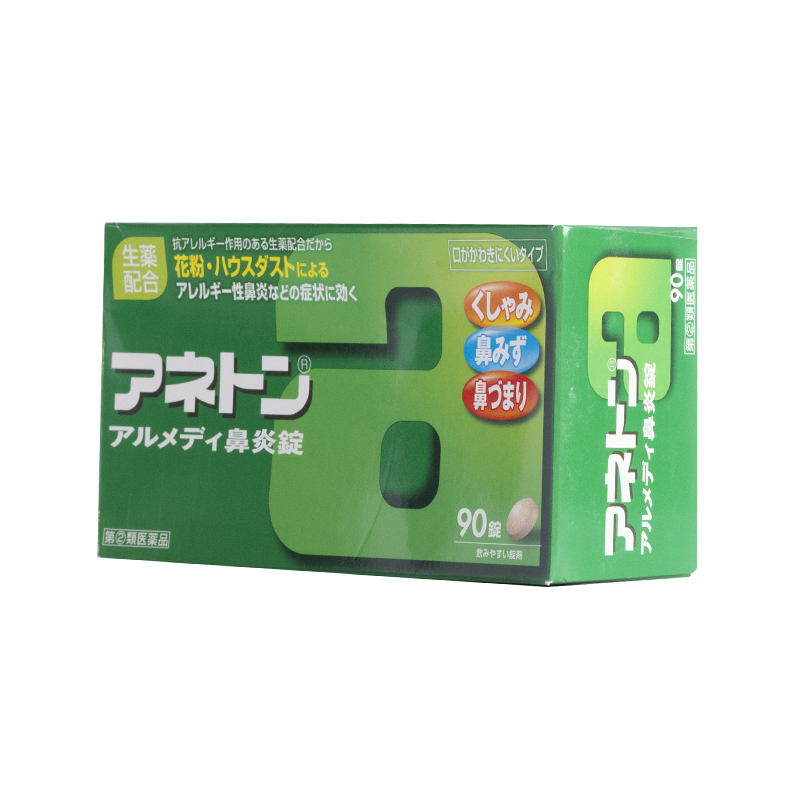 生薬
配合
抗アレルギー作用のある生薬配合だから
花粉・ハウスダストによる
アレルギー性鼻炎などの症状に効く
口がかわきにくいタイプ
くしゃみ
鼻みず
鼻づまり
アネトン®
アルメディ鼻炎錠
90錠
飲みやすい錠剤
第②類医薬品
アネトン®
アルメディ鼻炎錠
90錠
第②類医薬品